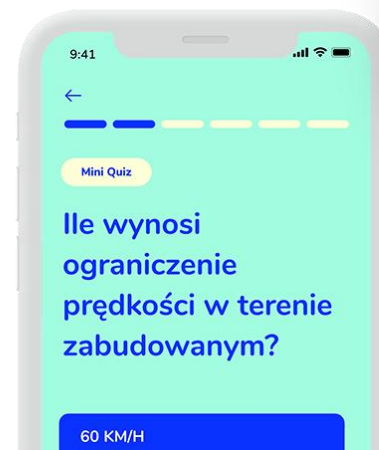 9:41
Mini Quiz
Ile wynosi
ograniczenie
prędkości w terenie
zabudowanym?
60 KM/H